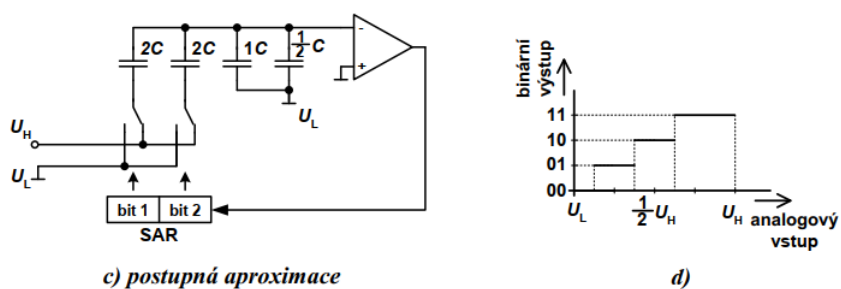 2C 2C 1C 1/2 C
-
+
U_H
U_L
U_L
bit 1 bit 2
SAR
c) postupná aproximace
binární
výstup
11
10
01
00
U_L 1/2 U_H U_H analogový
vstup
d)